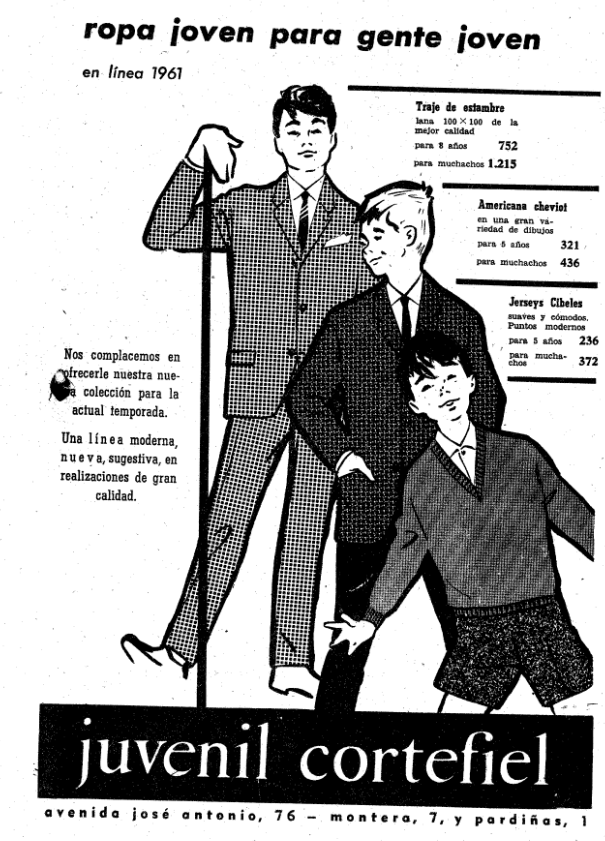 ropa joven para gente joven
en línea 1961
Traje de estambre
lana 100 × 100 de la
mejor calidad
para 8 años 752
para muchachos 1.215
Americana cheviot
en una gran va-
riedad de dibujos
para 6 años 321
para muchachos 436
Jerseys Cibeles
suaves y cómodos.
Puntos modernos
para 5 años 236
para mucha-
chos 372
Nos complacemos en
ofrecerle nuestra nue-
a colección para la
actual temporada.
Una línea moderna,
nueva, sugestiva, en
realizaciones de gran
calidad.
juvenil cortefiel
avenida josé antonio, 76 – montera, 7, y pardiñas, 1